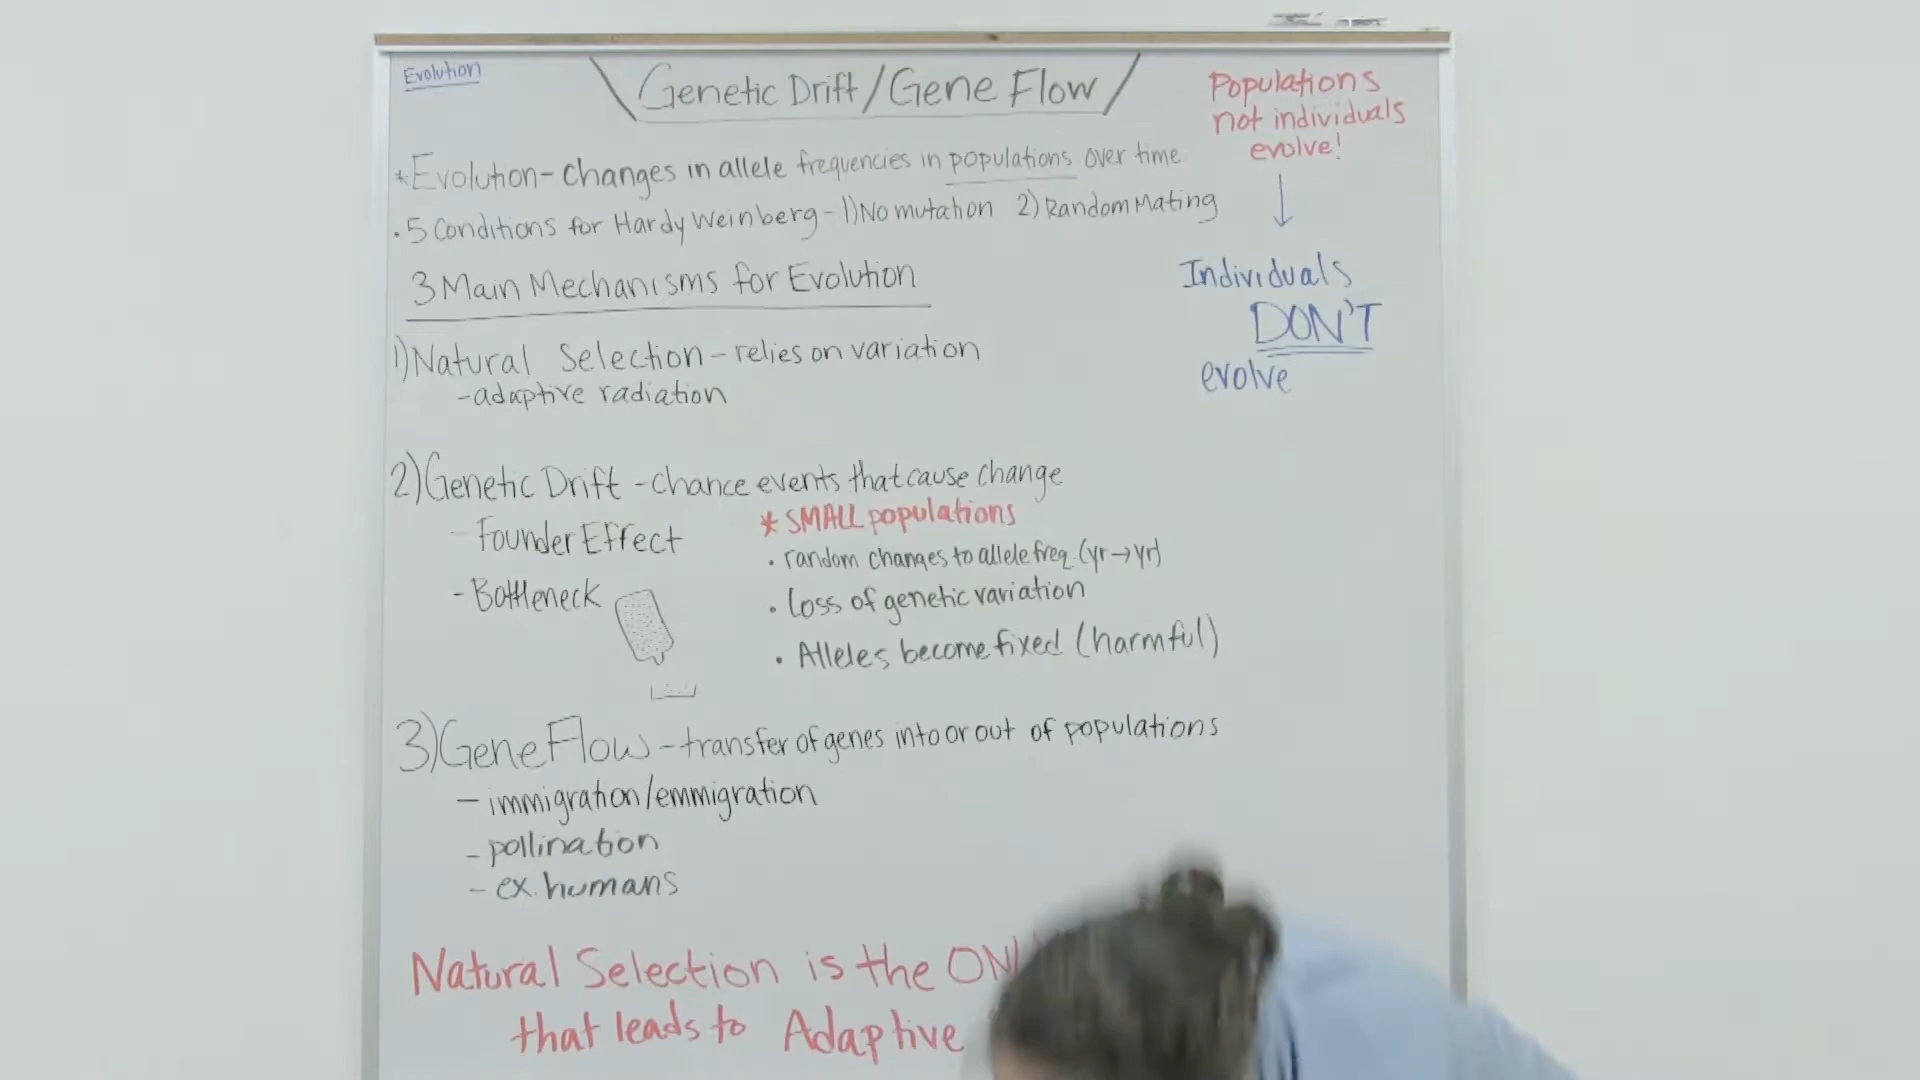 Evolution
Genetic Drift/Gene Flow
Populations
not individuals
evolve!
*Evolution-Changes in allele frequencies in populations over time
.5 Conditions for Hardy Weinberg-1)No mutation 2)Random Mating
3 Main Mechanisms for Evolution
Individuals
DON'T
evolve
1)Natural Selection-relies on variation
-adaptive radiation
2)Genetic Drift -chance events that cause change
- Founder Effect
- Bottleneck
* SMALL populations
. random changes to allele freq. (yr→yr)
. Loss of genetic variation
. Alleles become fixed (harmful)
3)Gene Flow-transfer of genes into or out of populations
- immigration/emmigration
- pollination
- ex. humans
Natural Selection is the
that leads to Adaptive